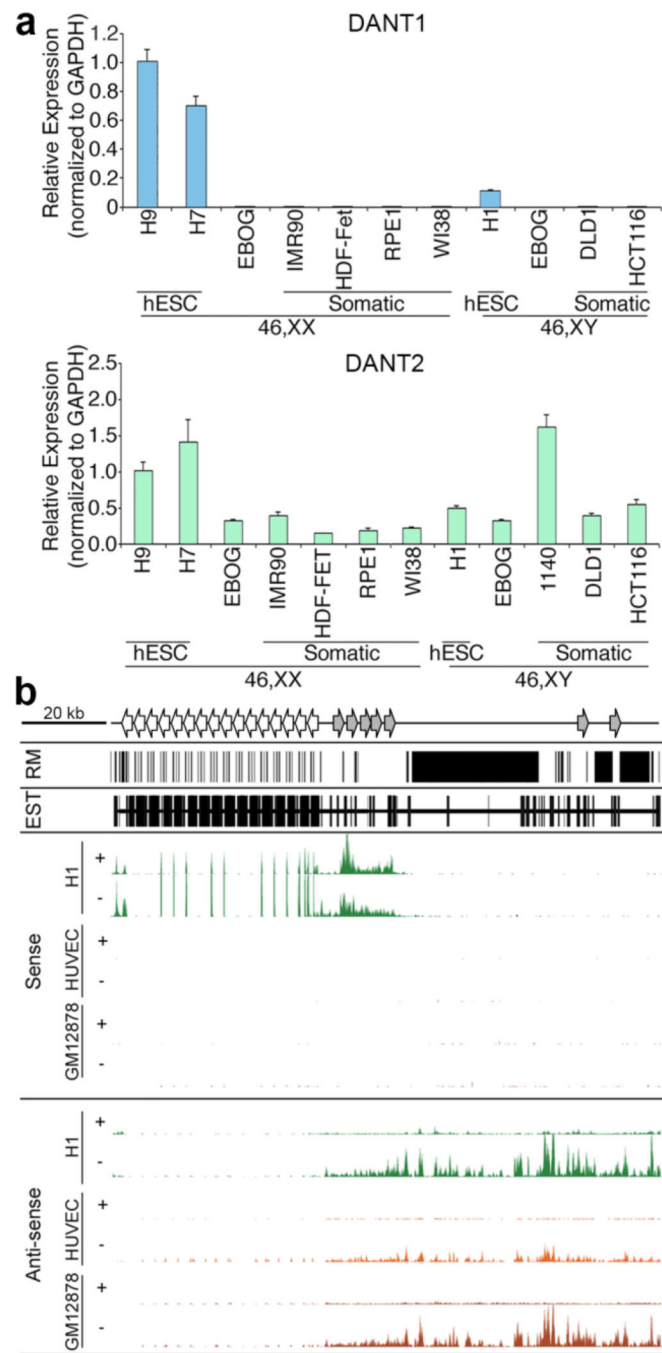 a
DANT1
Relative Expression
(normalized to GAPDH)
1.2
1.0
0.8
0.6
0.4
0.2
0
H9
H7
EBOG
IMR90
HDF-Fet
RPE1
WI38
H1
EBOG
DLD1
HCT116
hESC
Somatic
hESC
Somatic
46,XX
46,XY
DANT2
Relative Expression
(normalized to GAPDH)
2.5
2.0
1.5
1.0
0.5
0.0
H9
H7
EBOG
IMR90
HDF-FET
RPE1
WI38
H1
EBOG
1140
DLD1
HCT116
hESC
Somatic
hESC
Somatic
46,XX
46,XY
b
20 kb
RM
EST
Sense
H1
+
-
HUVEC
+
-
GM12878
+
-
Anti-sense
H1
+
-
HUVEC
+
-
GM12878
+
-